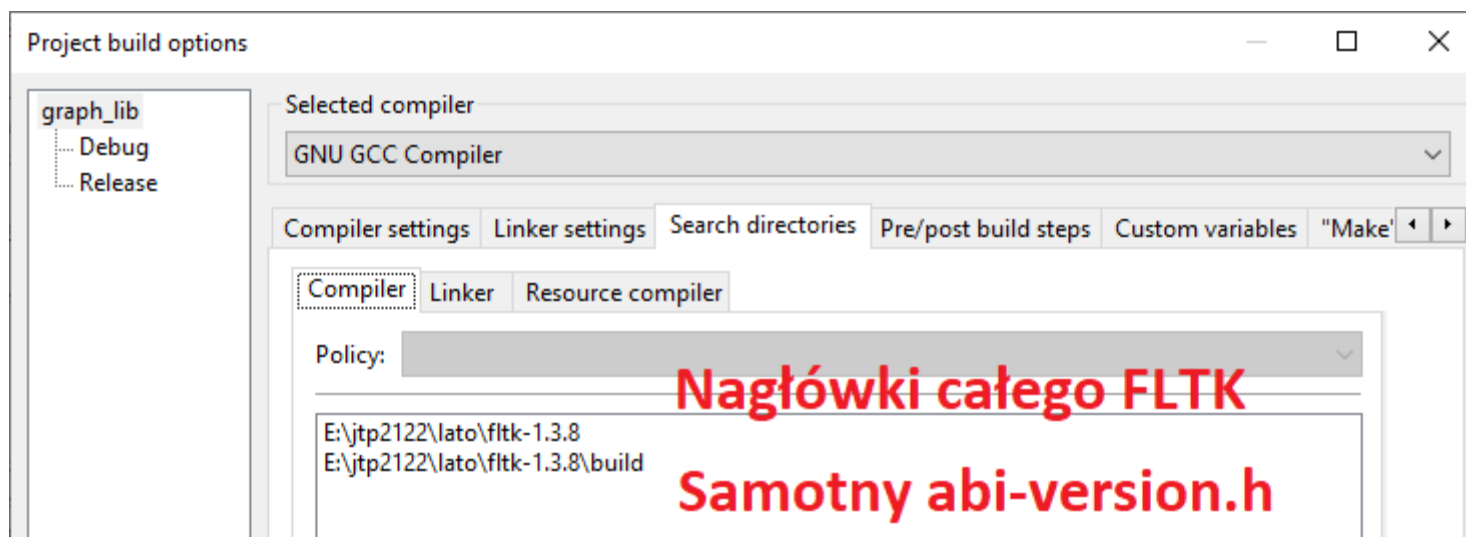 Project build options
graph_lib
Debug
Release
Selected compiler
GNU GCC Compiler
Compiler settings Linker settings Search directories Pre/post build steps Custom variables "Make'
Compiler Linker Resource compiler
Policy:
Nagłówki całego FLTK
E:\jtp2122\lato\fltk-1.3.8
E:\jtp2122\lato\fltk-1.3.8\build
Samotny abi-version.h